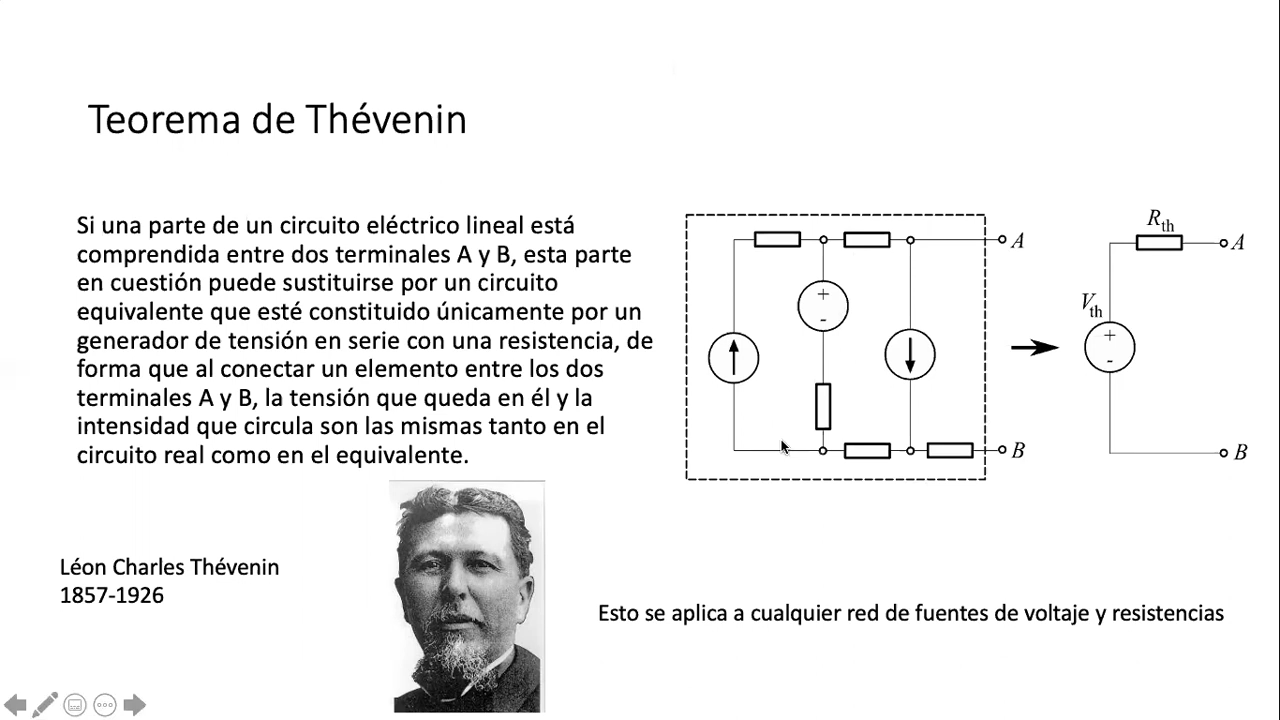 Teorema de Thévenin
Si una parte de un circuito eléctrico lineal está
comprendida entre dos terminales A y B, esta parte
en cuestión puede sustituirse por un circuito
equivalente que esté constituido únicamente por un
generador de tensión en serie con una resistencia, de
forma que al conectar un elemento entre los dos
terminales A y B, la tensión que queda en él y la
intensidad que circula son las mismas tanto en el
circuito real como en el equivalente.
A
B
+
-
R_th
A
V_th
+
-
B
Léon Charles Thévenin
1857-1926
Esto se aplica a cualquier red de fuentes de voltaje y resistencias